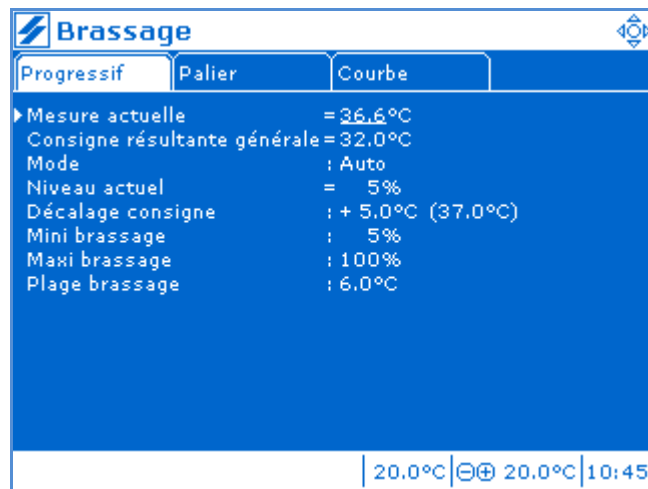 Brassage
Progressif Palier Courbe
Mesure actuelle =36.6°C
Consigne résultante générale=32.0°C
Mode : Auto
Niveau actuel = 5%
Décalage consigne : + 5.0°C (37.0°C)
Mini brassage : 5%
Maxi brassage : 100%
Plage brassage : 6.0°C
20.0°C ⊖⊕ 20.0°C 10:45